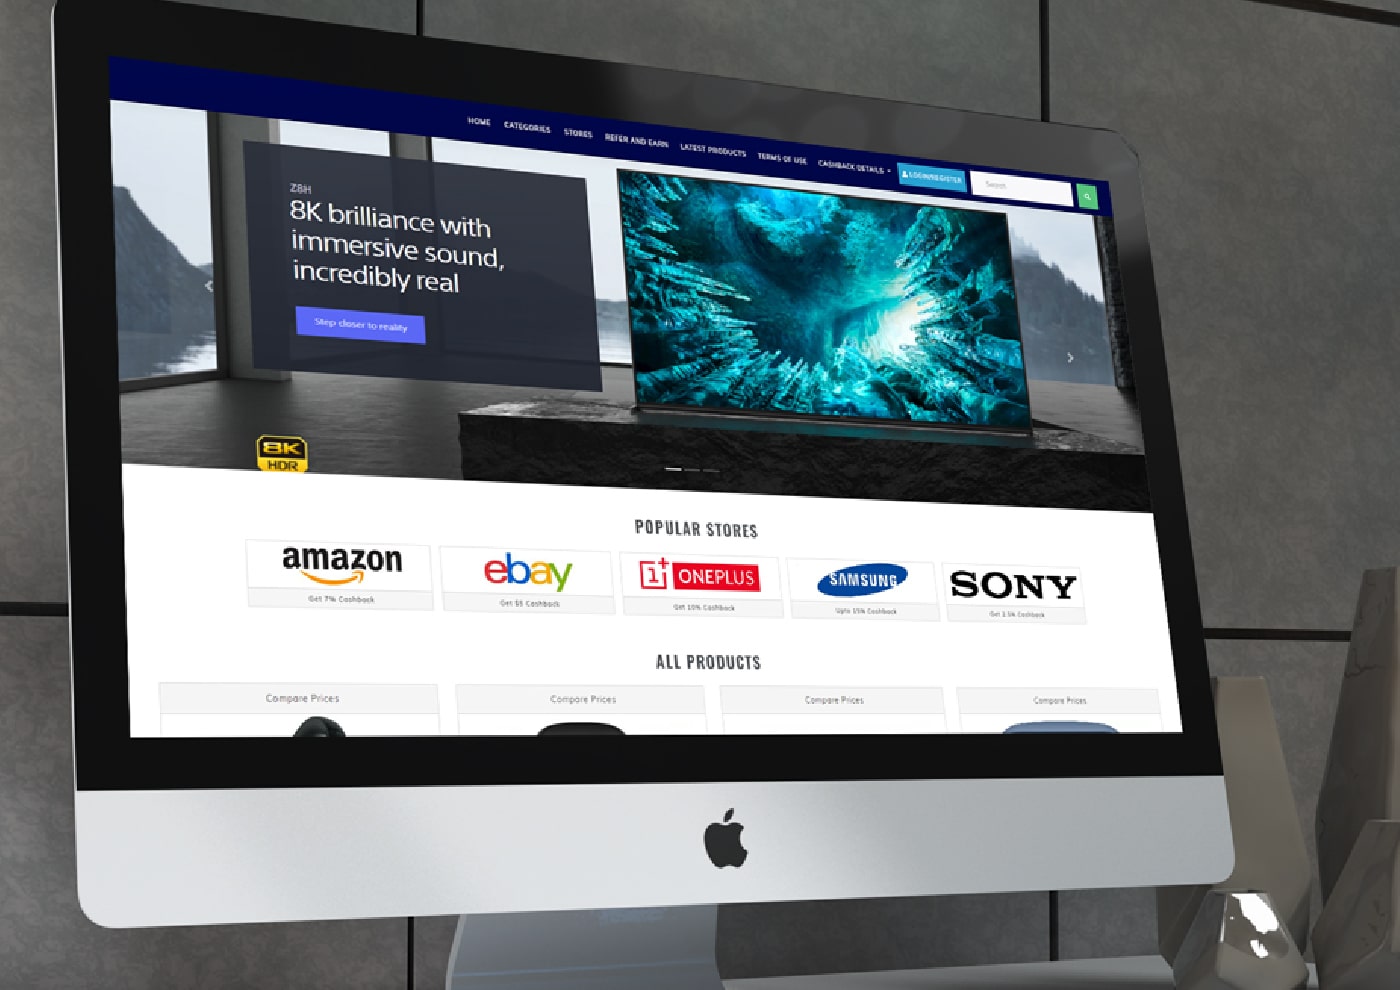 HOME CATEGORIES STORES REFER AND EARN LATEST PRODUCTS TERMS OF USE CASHBACK DETAILS LOGIN/REGISTER Search
Z8H
8K brilliance with
immersive sound,
incredibly real
Step closer to reality
8K
HDR
POPULAR STORES
amazon ebay 1+ ONEPLUS SAMSUNG SONY
Get 7% Cashback Get $5 Cashback Get 10% Cashback Upto 15% Cashback Get Cashback
ALL PRODUCTS
Compare Prices Compare Prices Compare Prices Compare Prices